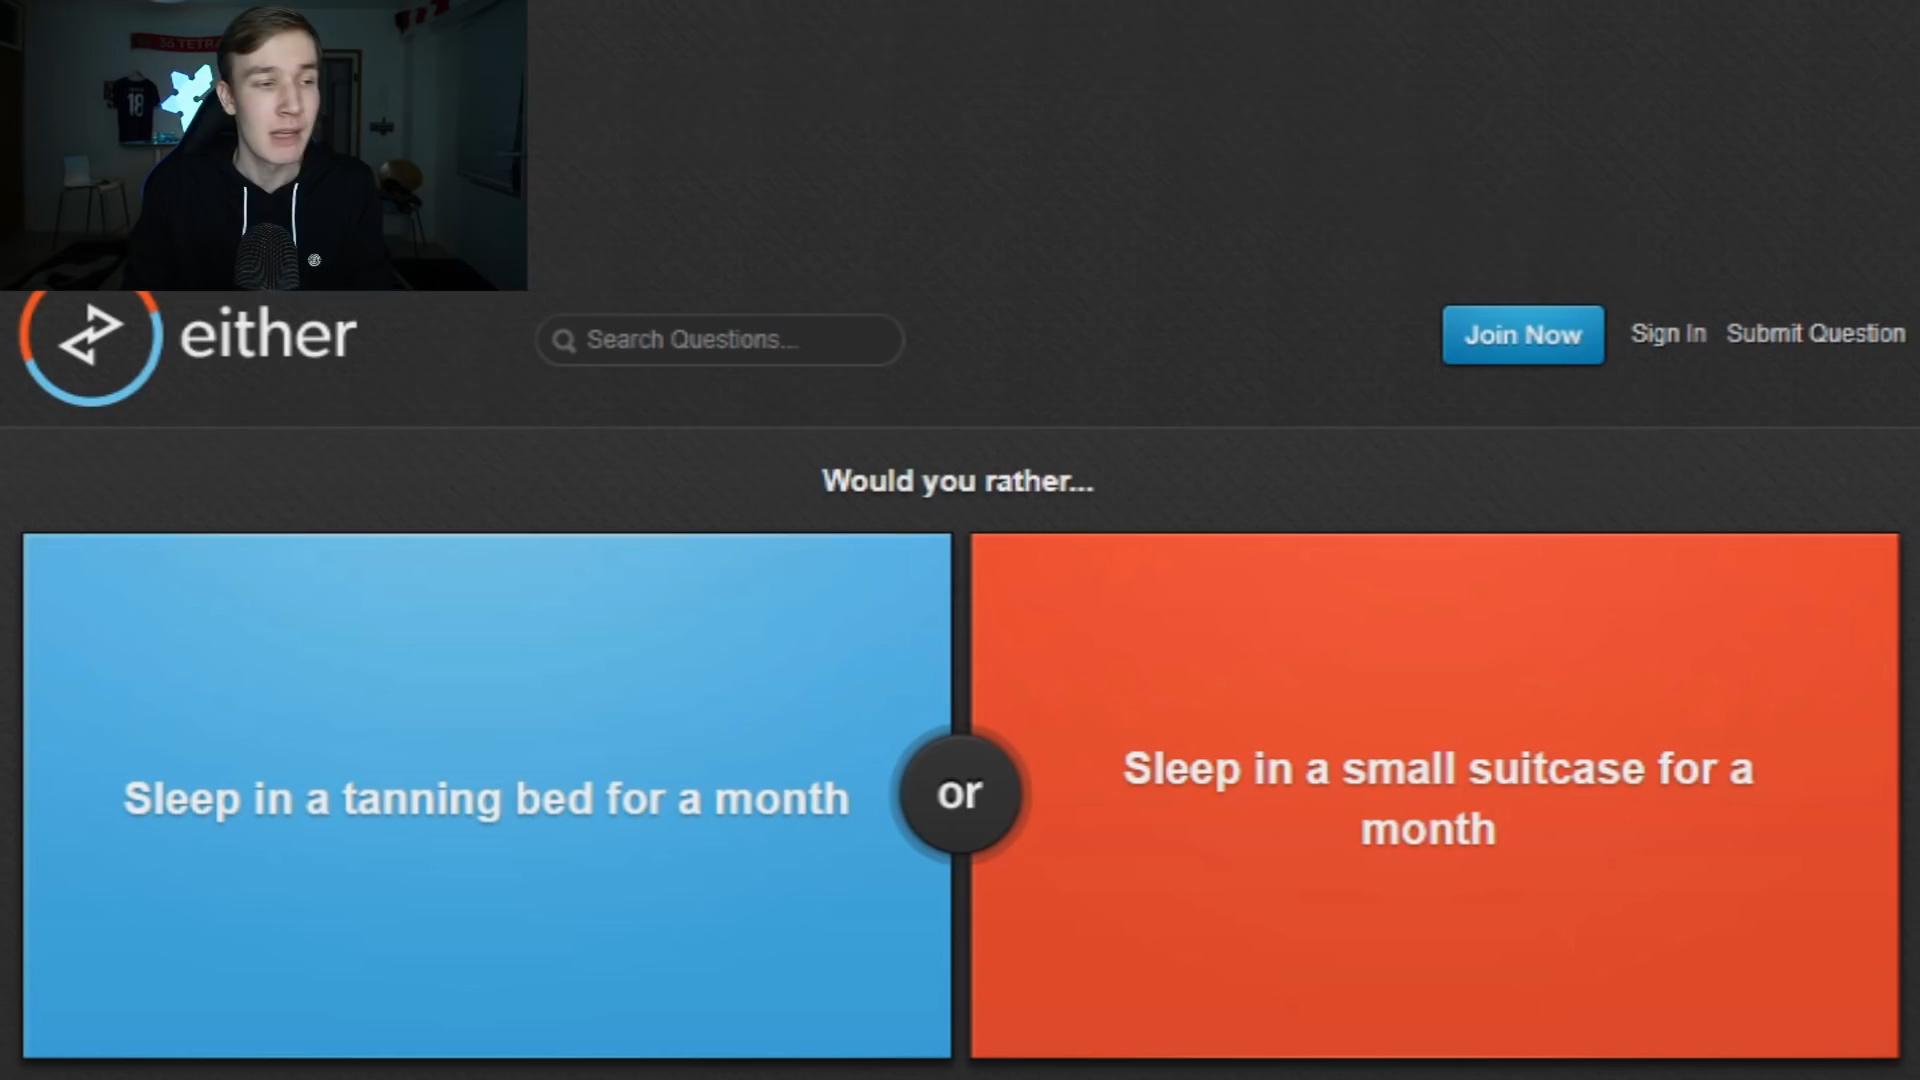 18
either
Search Questions...
Join Now
Sign In
Submit Question
Would you rather...
Sleep in a tanning bed for a month
or
Sleep in a small suitcase for a
month